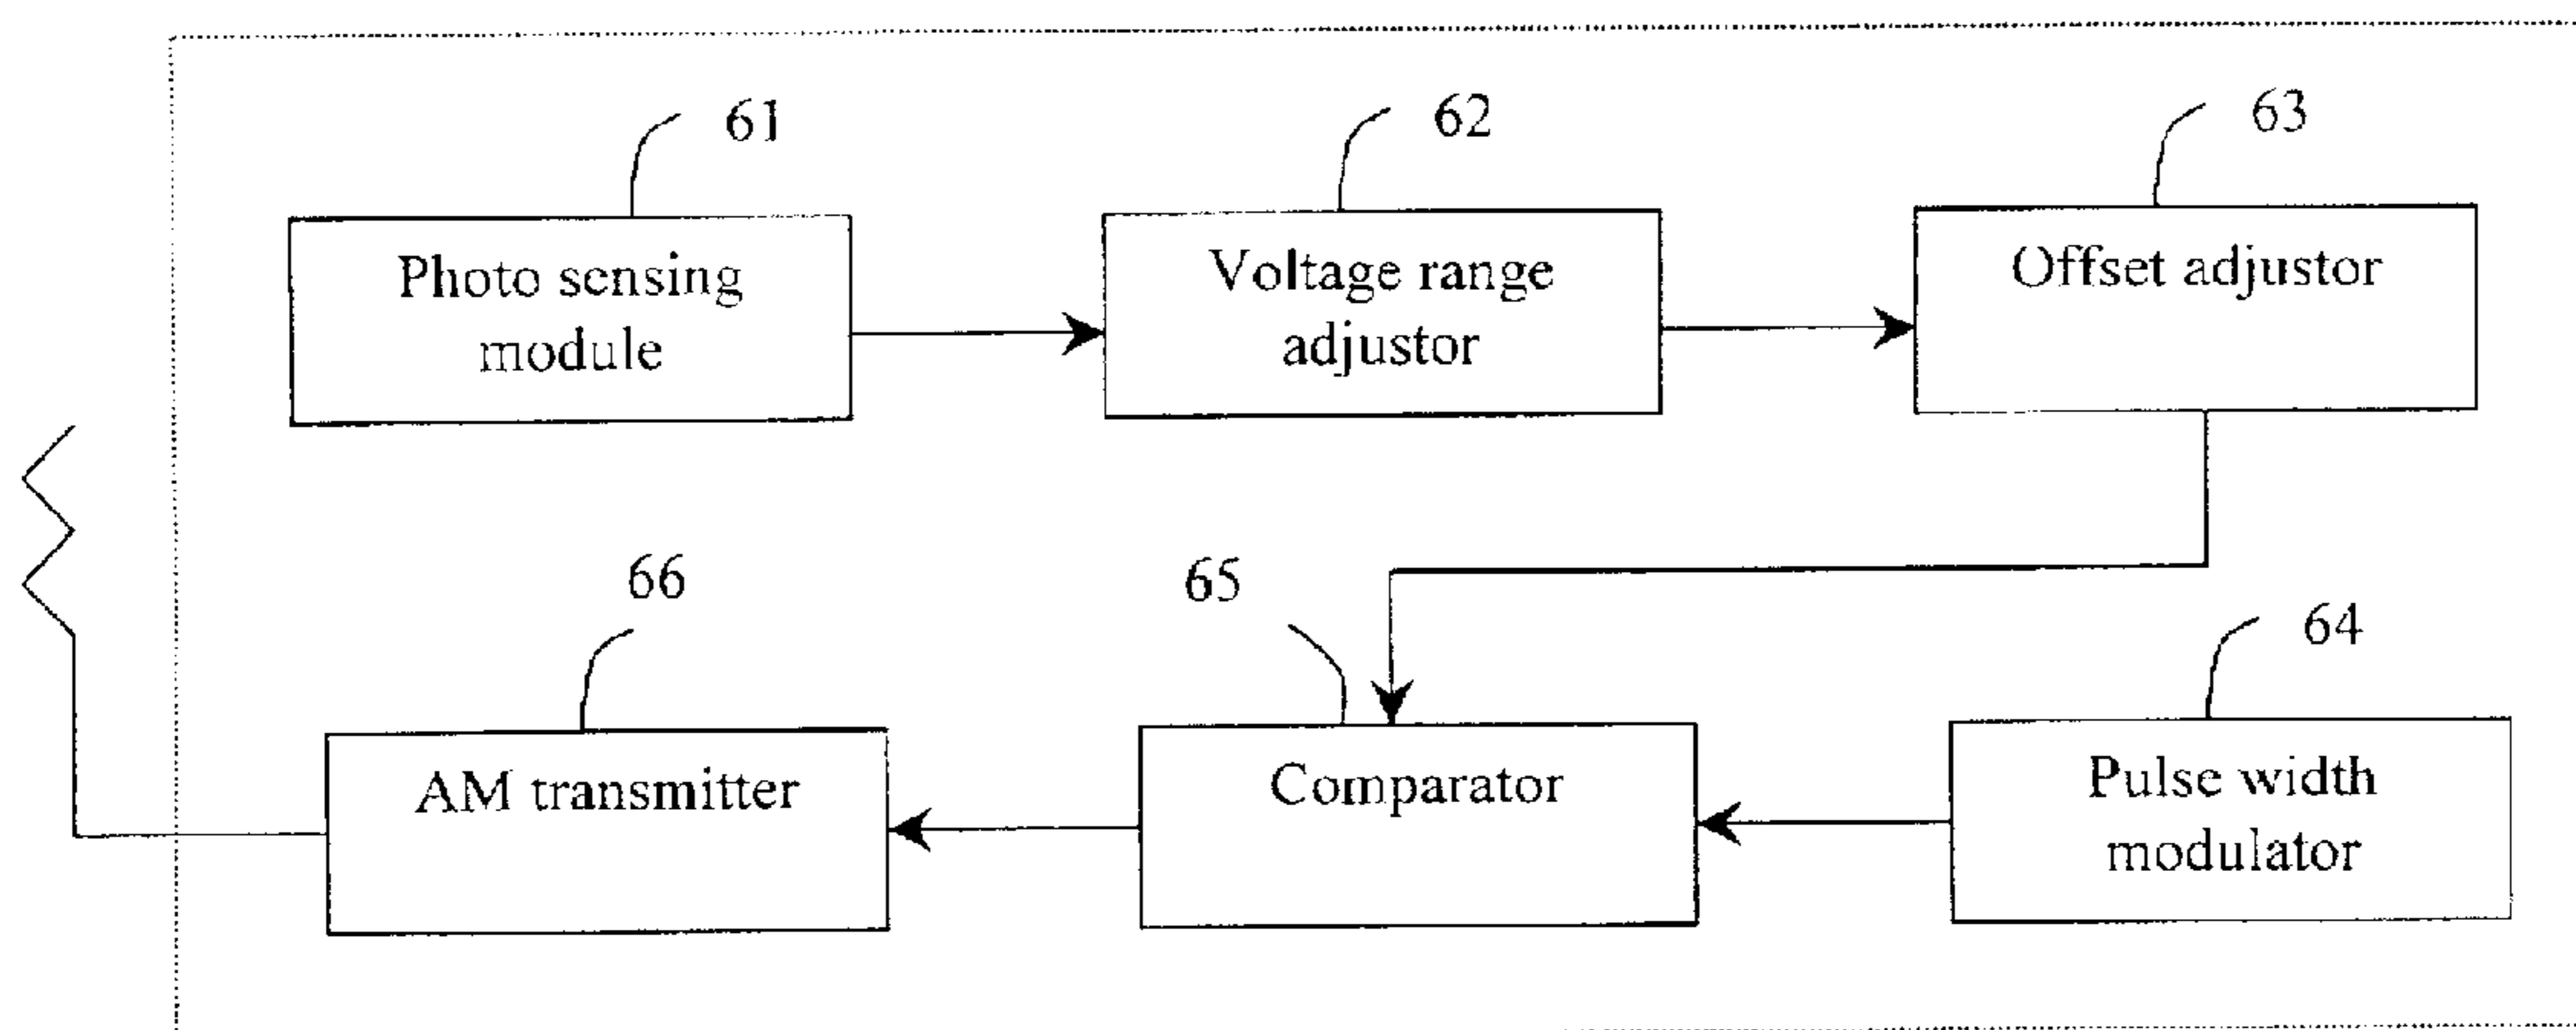 61
62
63
Photo sensing
module
Voltage range
adjustor
Offset adjustor
66
65
64
AM transmitter
Comparator
Pulse width
modulator